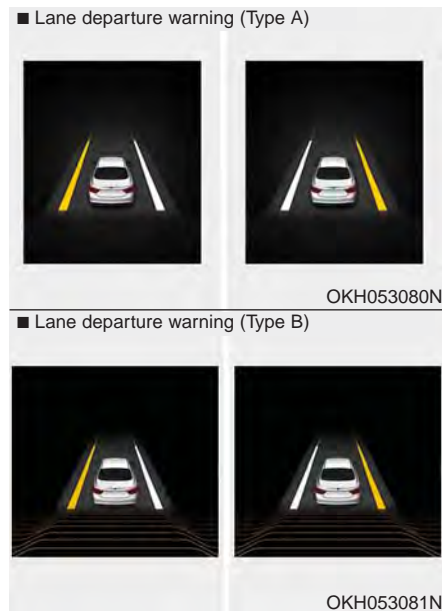 ■ Lane departure warning (Type A)
OKH053080N
■ Lane departure warning (Type B)
OKH053081N